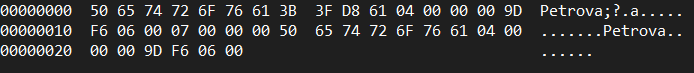 00000000 50 65 74 72 6F 76 61 3B 3F D8 61 04 00 00 00 9D Petrova;?.a.....
00000010 F6 06 00 07 00 00 00 50 65 74 72 6F 76 61 04 00 .......Petrova..
00000020 00 00 9D F6 06 00 ......